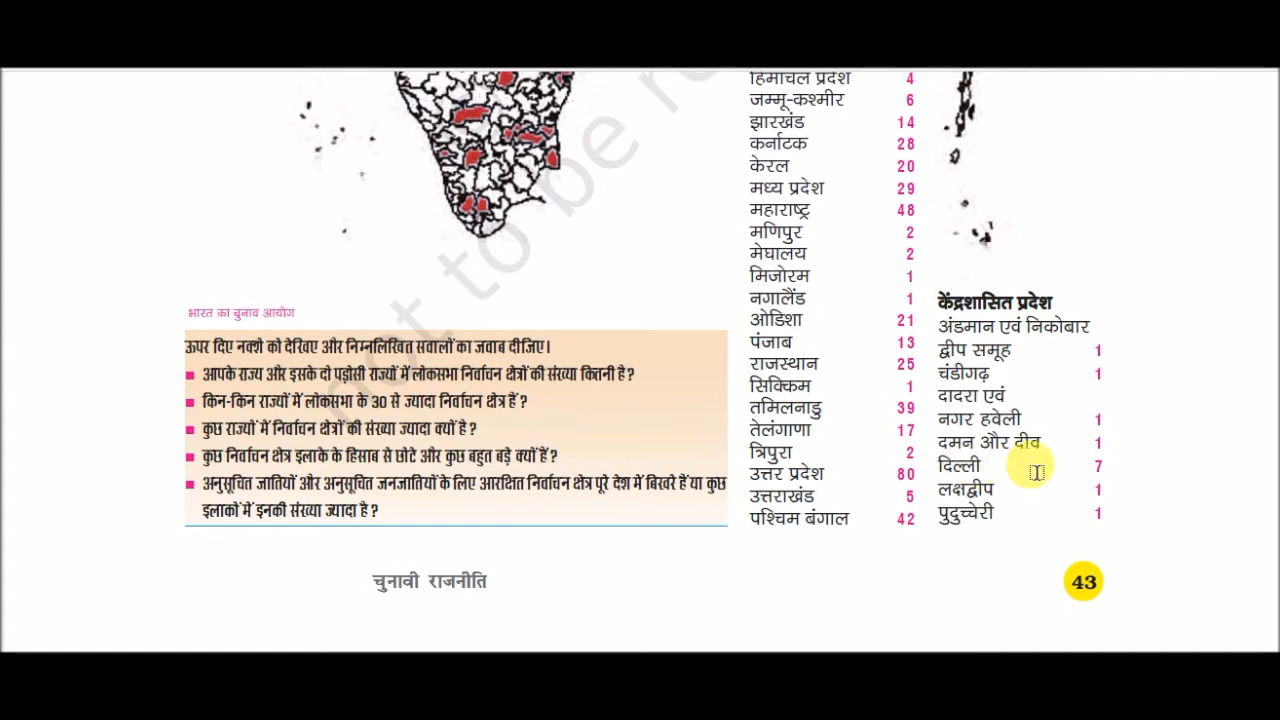 not to be re
हिमाचल प्रदेश 4
जम्मू-कश्मीर 6
झारखंड 14
कर्नाटक 28
केरल 20
मध्य प्रदेश 29
महाराष्ट्र 48
मणिपुर 2
मेघालय 2
मिजोरम 1
नगालैंड 1
ओडिशा 21
पंजाब 13
राजस्थान 25
सिक्किम 1
तमिलनाडु 39
तेलंगाणा 17
त्रिपुरा 2
उत्तर प्रदेश 80
उत्तराखंड 5
पश्चिम बंगाल 42
केंद्रशासित प्रदेश
अंडमान एवं निकोबार
द्वीप समूह 1
चंडीगढ़ 1
दादरा एवं
नगर हवेली 1
दमन और दीव 1
दिल्ली 7
लक्षद्वीप 1
पुदुच्चेरी 1
भारत का चुनाव आयोग
ऊपर दिए नक्शे को देखिए और निम्नलिखित सवालों का जवाब दीजिए।
■ आपके राज्य और इसके दो पड़ोसी राज्यों में लोकसभा निर्वाचन क्षेत्रों की संख्या कितनी है?
■ किन-किन राज्यों में लोकसभा के 30 से ज्यादा निर्वाचन क्षेत्र हैं?
■ कुछ राज्यों में निर्वाचन क्षेत्रों की संख्या ज्यादा क्यों है?
■ कुछ निर्वाचन क्षेत्र इलाके के हिसाब से छोटे और कुछ बहुत बड़े क्यों हैं?
■ अनुसूचित जातियों और अनुसूचित जनजातियों के लिए आरक्षित निर्वाचन क्षेत्र पूरे देश में बिखरे हैं या कुछ
इलाकों में इनकी संख्या ज्यादा है?
चुनावी राजनीति
43